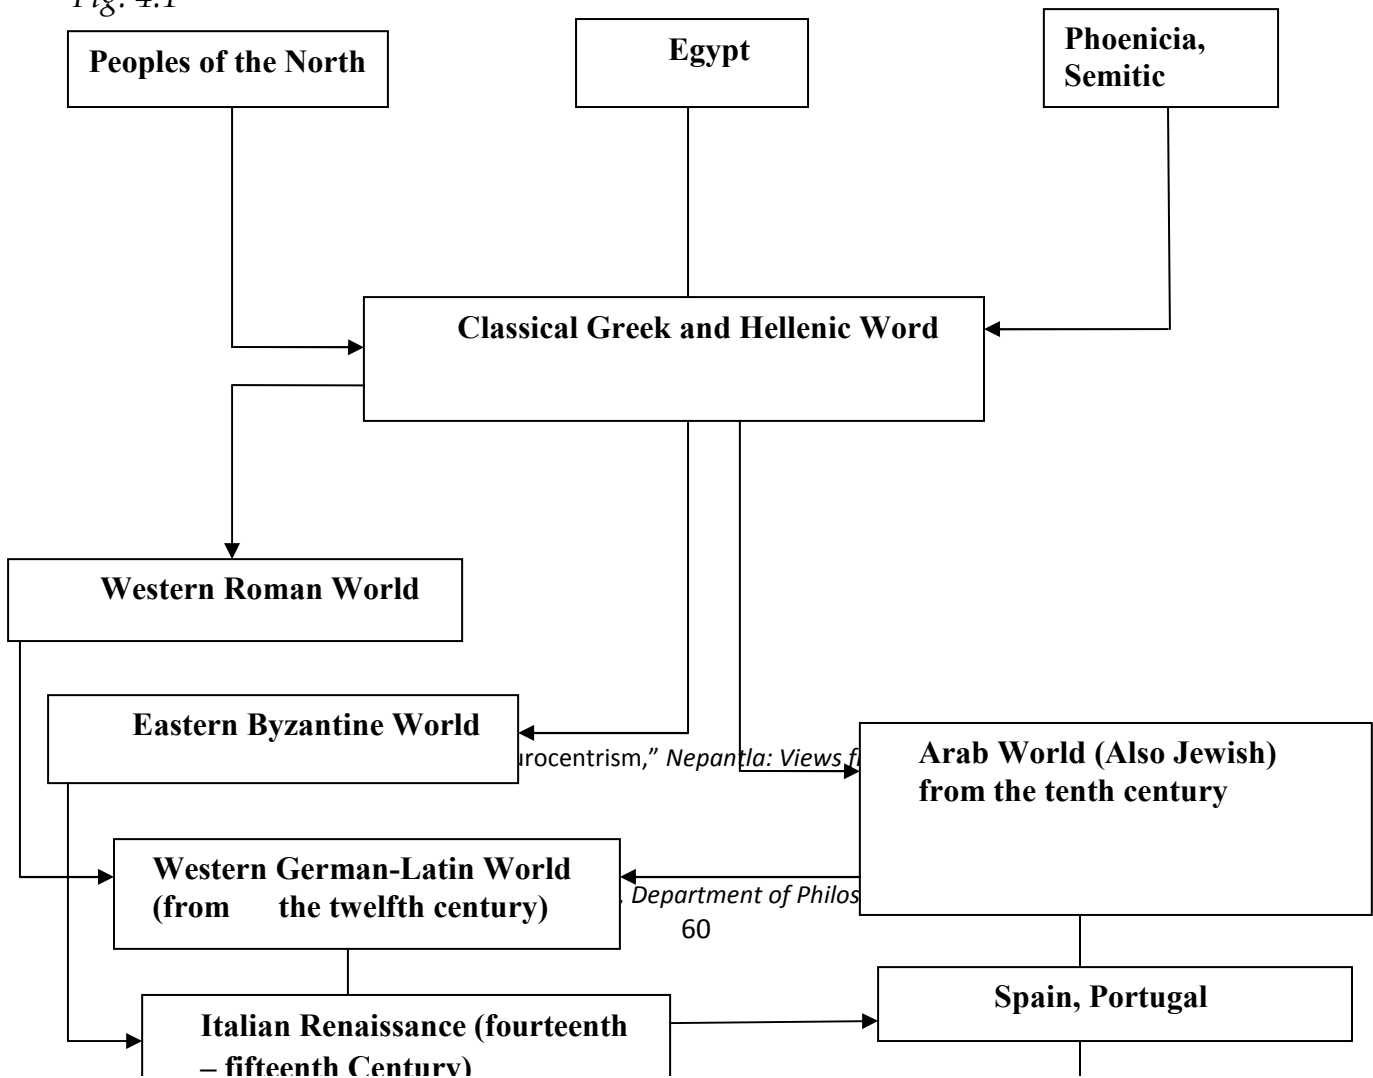 Fig. 4.1
Peoples of the North
Egypt
Phoenicia,
Semitic
Classical Greek and Hellenic Word
Western Roman World
Eastern Byzantine World
urocentrism,” Nepantla: Views f
Arab World (Also Jewish)
from the tenth century
Western German-Latin World
(from the twelfth century)
, Department of Philos
60
Spain, Portugal
Italian Renaissance (fourteenth
– fifteenth Century)